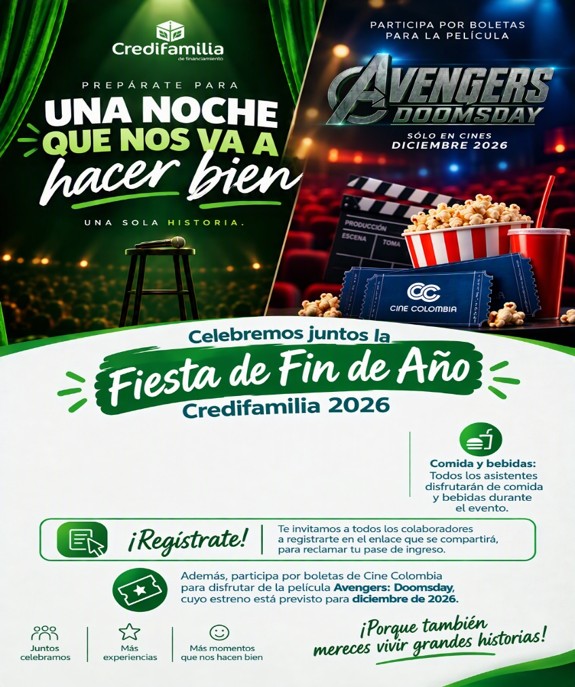 Credifamilia
de financiamiento
PREPÁRATE PARA
UNA NOCHE
QUE NOS VA A
hacer bien
UNA SOLA HISTORIA.
PARTICIPA POR BOLETAS
PARA LA PELÍCULA
AVENGERS
DOOMSDAY
SÓLO EN CINES
DICIEMBRE 2026
PRODUCCIÓN
ESCENA TOMA
CINE COLOMBIA
Celebremos juntos la
Fiesta de Fin de Año
Credifamilia 2026
Comida y bebidas:
Todos los asistentes
disfrutarán de comida
y bebidas durante
el evento.
¡Regístrate!
Te invitamos a todos los colaboradores
a registrarte en el enlace que se compartirá,
para reclamar tu pase de ingreso.
Además, participa por boletas de Cine Colombia
para disfrutar de la película Avengers: Doomsday,
cuyo estreno está previsto para diciembre de 2026.
Juntos
celebramos
Más
experiencias
Más momentos
que nos hacen bien
¡Porque también
mereces vivir grandes historias!